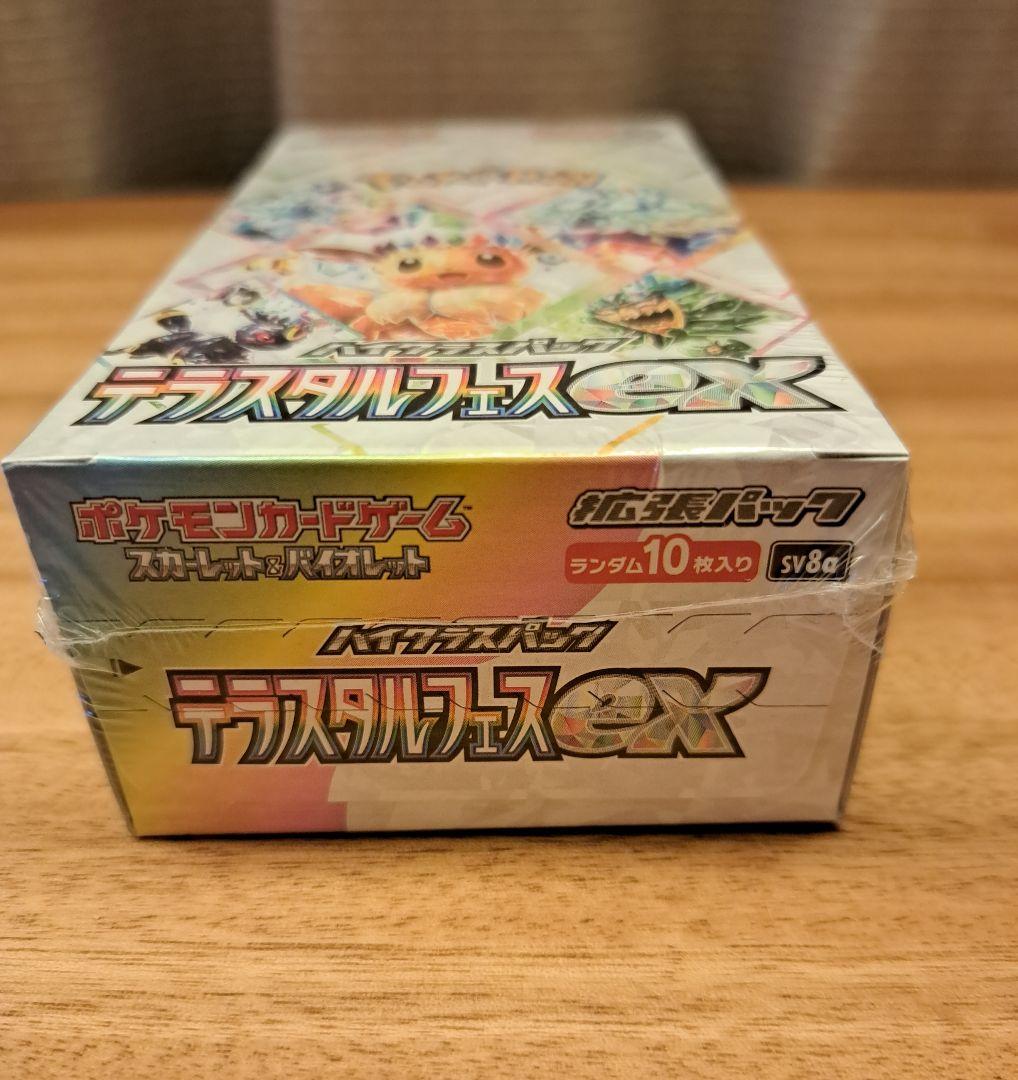 ハイクラスパック
テラスタルフェスex
ポケモンカードゲーム™
スカーレット&バイオレット
拡張パック
ランダム10枚入り
SV8a
ハイクラスパック
テラスタルフェスex